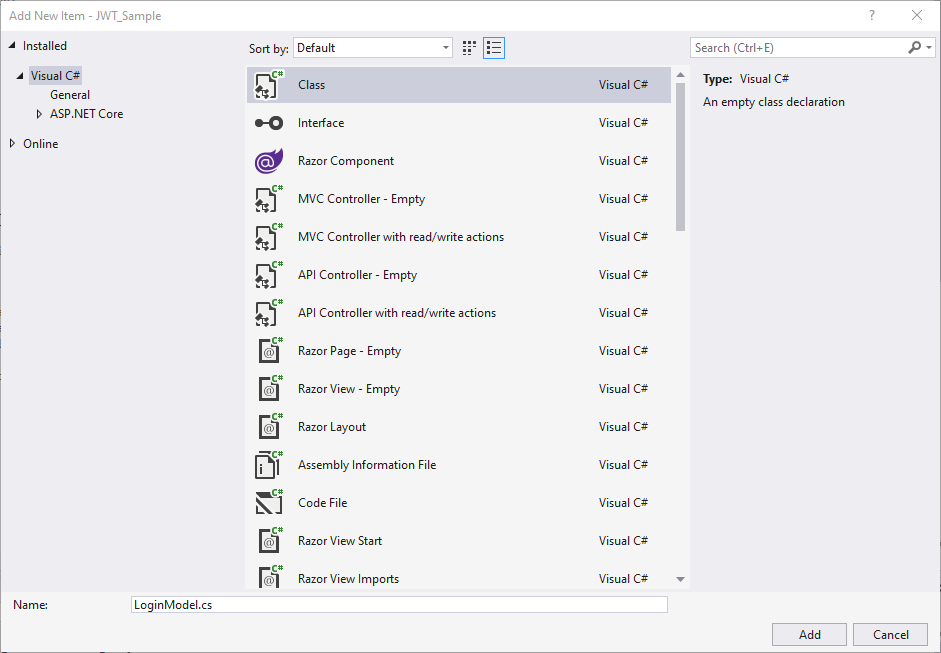 Add New Item - JWT_Sample
?
Installed
Visual C#
General
ASP.NET Core
Online
Sort by: Default
Search (Ctrl+E)
C# Class Visual C#
Interface Visual C#
@ Razor Component Visual C#
C# MVC Controller - Empty Visual C#
C# MVC Controller with read/write actions Visual C#
C# API Controller - Empty Visual C#
C# API Controller with read/write actions Visual C#
C# @ Razor Page - Empty Visual C#
C# @ Razor View - Empty Visual C#
C# @ Razor Layout Visual C#
C# i Assembly Information File Visual C#
C# Code File Visual C#
C# @ Razor View Start Visual C#
C# @ Razor View Imports Visual C#
Type: Visual C#
An empty class declaration
Name: LoginModel.cs
Add
Cancel